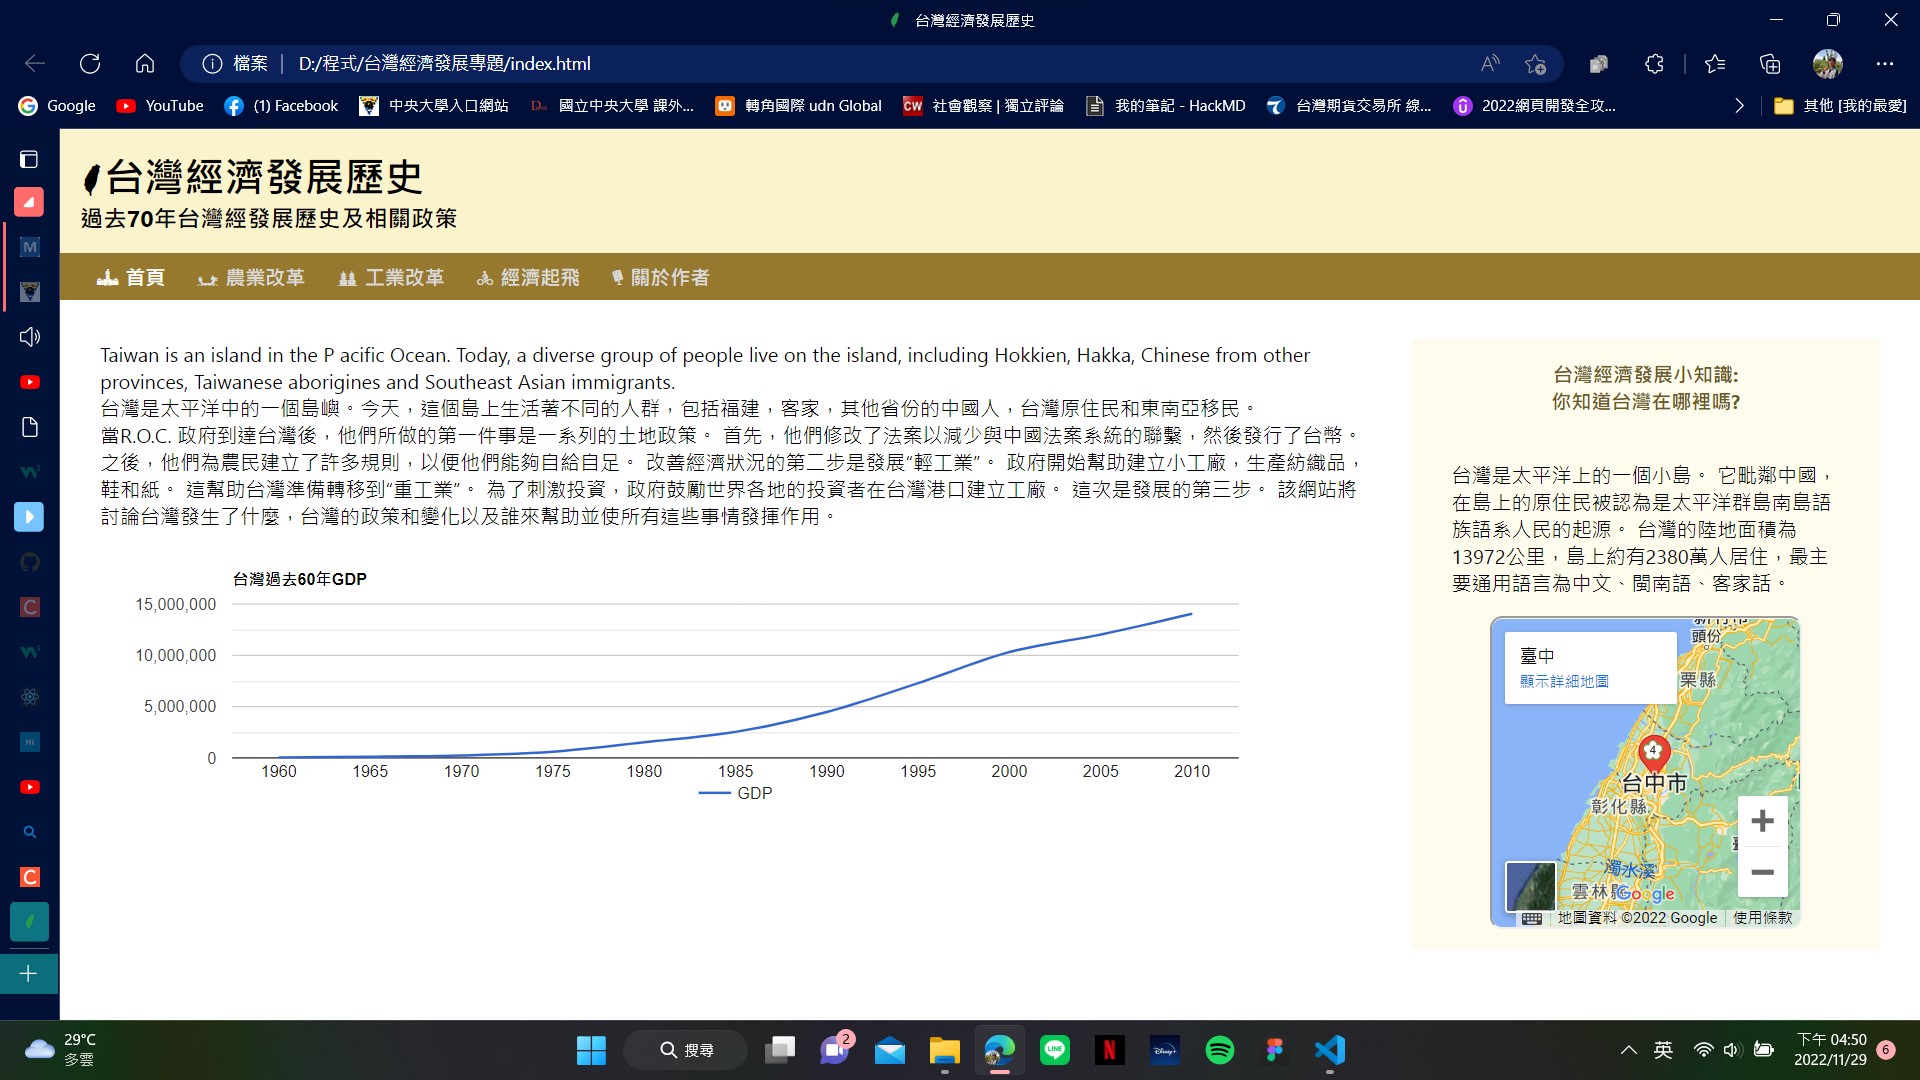 台灣經濟發展歷史
檔案 | D:/程式/台灣經濟發展專題/index.html
Google YouTube (1) Facebook 中央大學入口網站 國立中央大學 課外... 轉角國際 udn Global 社會觀察 | 獨立評論 我的筆記 - HackMD 台灣期貨交易所 線... 2022網頁開發全攻... 其他 [我的最愛]
台灣經濟發展歷史
過去70年台灣經發展歷史及相關政策
首頁 農業改革 工業改革 經濟起飛 關於作者
Taiwan is an island in the P acific Ocean. Today, a diverse group of people live on the island, including Hokkien, Hakka, Chinese from other
provinces, Taiwanese aborigines and Southeast Asian immigrants.
台灣是太平洋中的一個島嶼。今天，這個島上生活著不同的人群，包括福建，客家，其他省份的中國人，台灣原住民和東南亞移民。
當R.O.C. 政府到達台灣後，他們所做的第一件事是一系列的土地政策。 首先，他們修改了法案以減少與中國法案系統的聯繫，然後發行了台幣。
之後，他們為農民建立了許多規則，以便他們能夠自給自足。 改善經濟狀況的第二步是發展“輕工業”。 政府開始幫助建立小工廠，生產紡織品，
鞋和紙。 這幫助台灣準備轉移到“重工業”。 為了刺激投資，政府鼓勵世界各地的投資者在台灣港口建立工廠。 這次是發展的第三步。 該網站將
討論台灣發生了什麼，台灣的政策和變化以及誰來幫助並使所有這些事情發揮作用。
台灣過去60年GDP
15,000,000
10,000,000
5,000,000
0
1960 1965 1970 1975 1980 1985 1990 1995 2000 2005 2010
GDP
台灣經濟發展小知識:
你知道台灣在哪裡嗎?
台灣是太平洋上的一個小島。 它毗鄰中國，
在島上的原住民被認為是太平洋群島南島語
族語系人民的起源。 台灣的陸地面積為
13972公里，島上約有2380萬人居住，最主
要通用語言為中文、閩南語、客家話。
頭份
臺中
顯示詳細地圖
栗縣
4
台中市
彰化縣
濁水溪
雲林縣
Google
地圖資料 ©2022 Google 使用條款
M
C
Hi
C
29°C
多雲
搜尋
2
LINE
N
Disney+
英
下午 04:50
2022/11/29
6